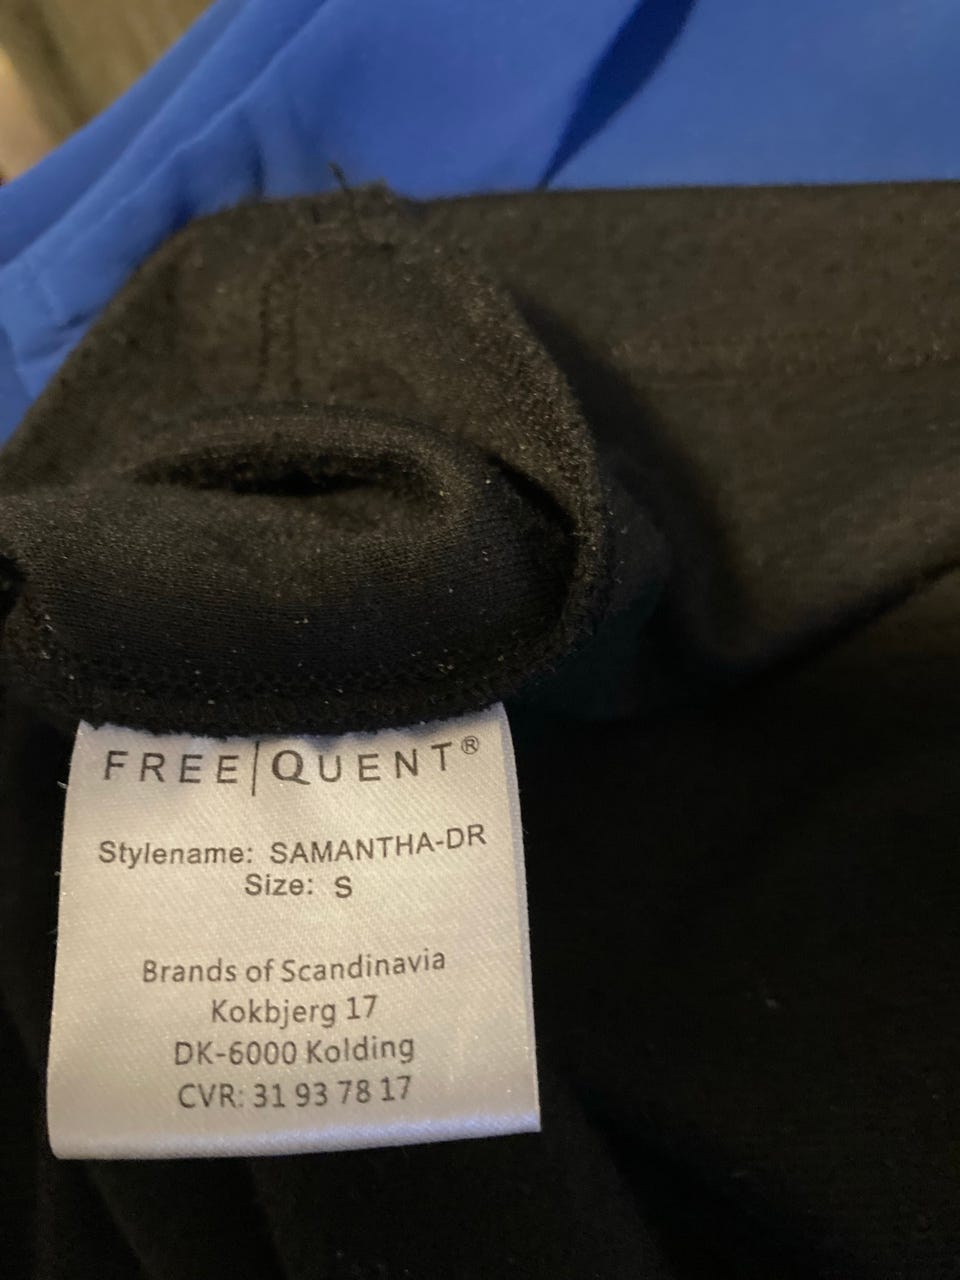 FREE|QUENT®
Stylename: SAMANTHA-DR
Size: S
Brands of Scandinavia
Kokbjerg 17
DK-6000 Kolding
CVR: 31 93 78 17